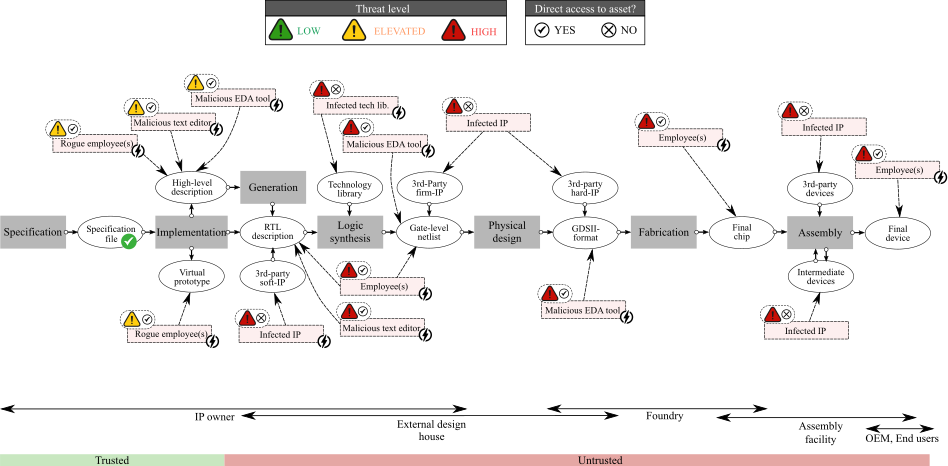 Threat level
Direct access to asset?
LOW
ELEVATED
HIGH
YES
NO
Malicious EDA tool
Malicious text editor
Rogue employee(s)
Infected tech lib.
Malicious EDA tool
Infected IP
Employee(s)
Infected IP
Employee(s)
High-level
description
Generation
Technology
library
3rd-Party
firm-IP
3rd-party
hard-IP
3rd-party
devices
Specification
Specification
file
Implementation
RTL
description
Logic
synthesis
Gate-level
netlist
Physical
design
GDSII-
format
Fabrication
Final
chip
Assembly
Final
device
Virtual
prototype
3rd-party
soft-IP
Employee(s)
Intermediate
devices
Rogue employee(s)
Infected IP
Malicious text editor
Malicious EDA tool
Infected IP
IP owner
External design
house
Foundry
Assembly
facility
OEM, End users
Trusted
Untrusted